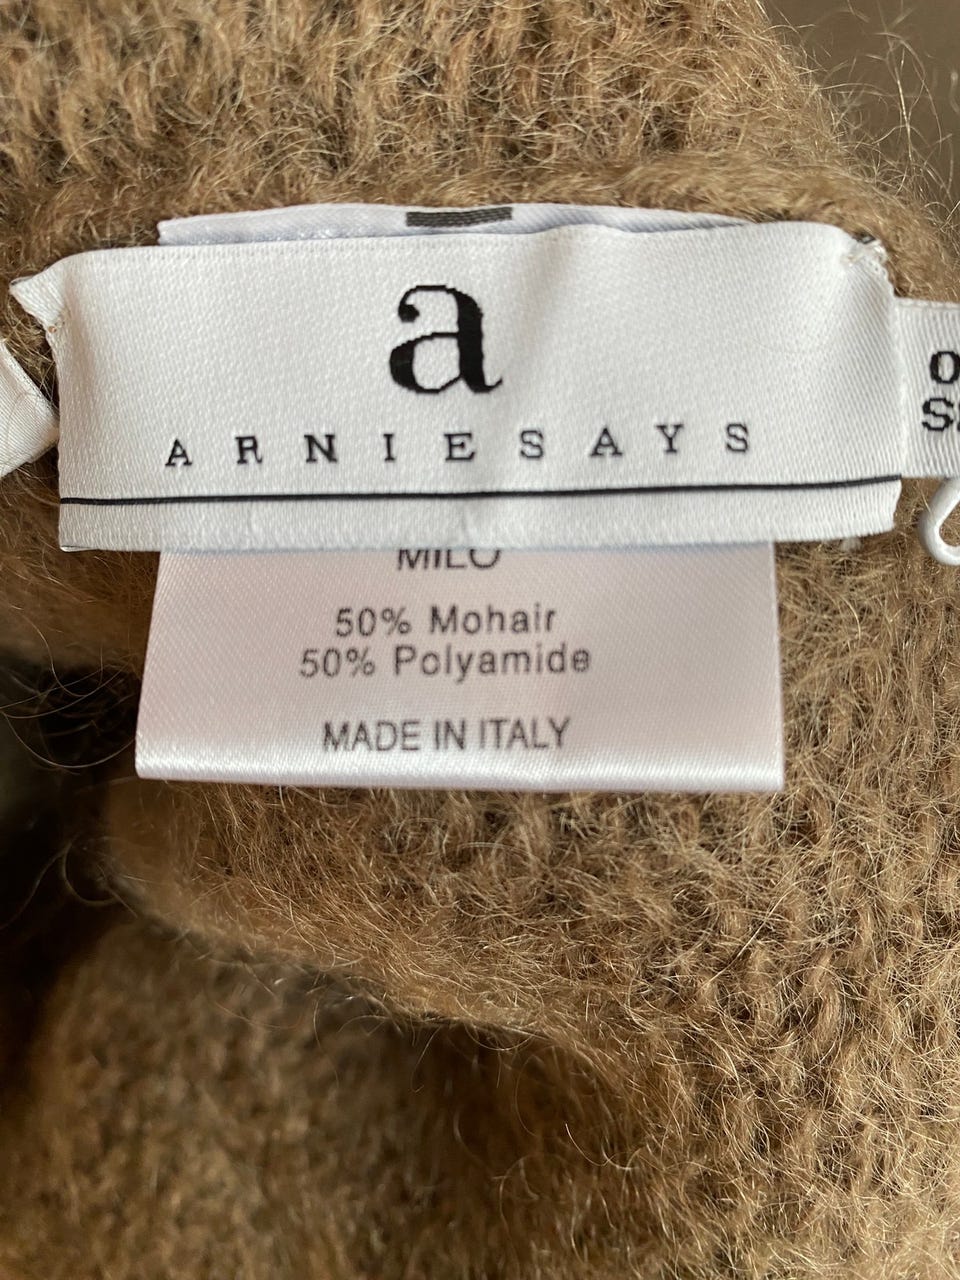 a
ARNIESAYS
MILO
50% Mohair
50% Polyamide
MADE IN ITALY